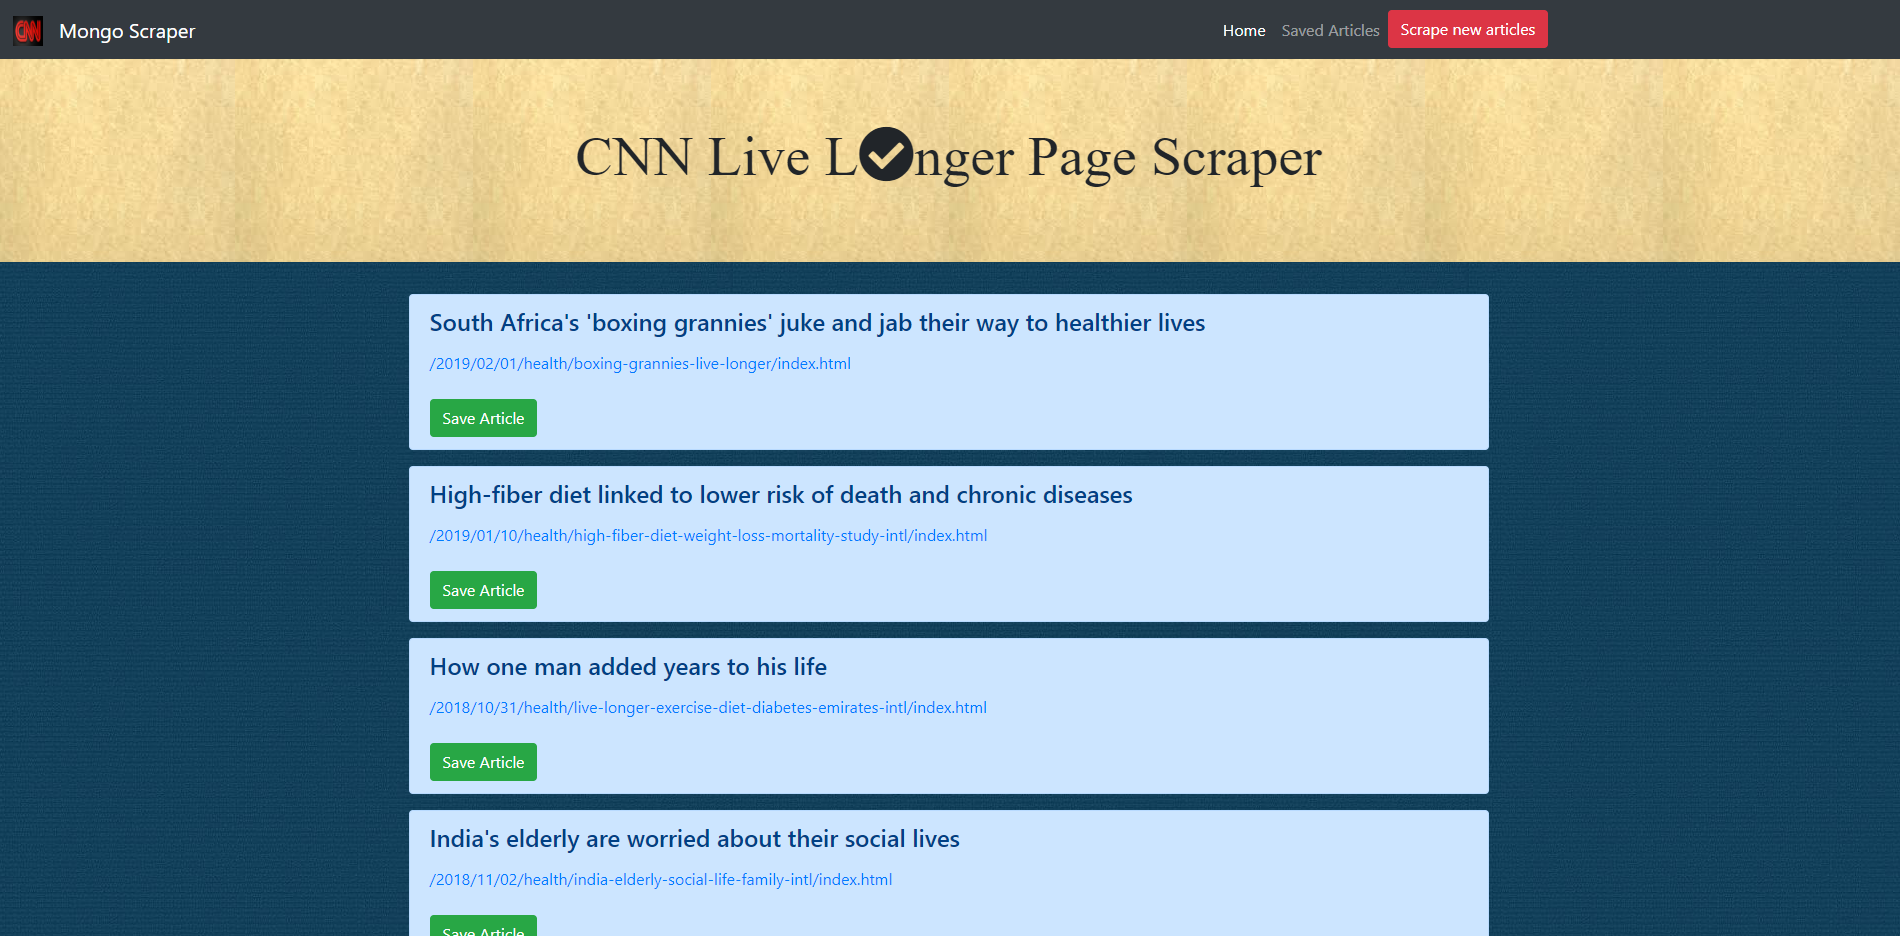 CNN Mongo Scraper Home Saved Articles Scrape new articles
CNN Live Lnger Page Scraper
South Africa's 'boxing grannies' juke and jab their way to healthier lives
/2019/02/01/health/boxing-grannies-live-longer/index.html
Save Article
High-fiber diet linked to lower risk of death and chronic diseases
/2019/01/10/health/high-fiber-diet-weight-loss-mortality-study-intl/index.html
Save Article
How one man added years to his life
/2018/10/31/health/live-longer-exercise-diet-diabetes-emirates-intl/index.html
Save Article
India's elderly are worried about their social lives
/2018/11/02/health/india-elderly-social-life-family-intl/index.html
Save Article